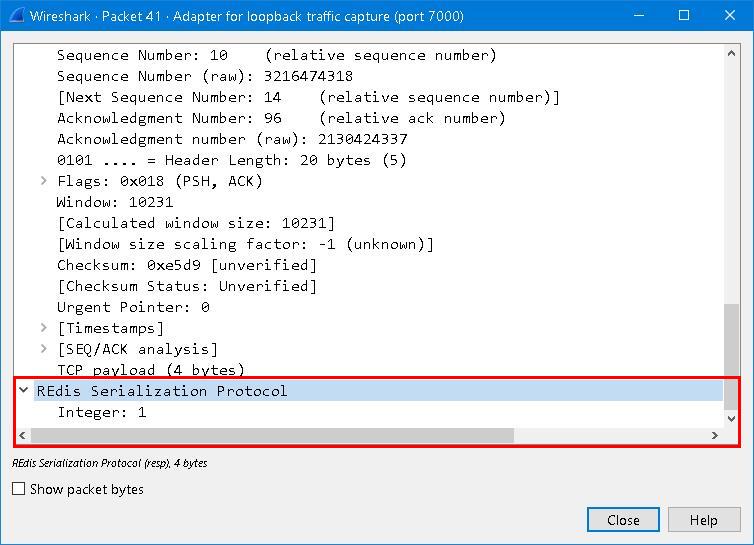 Wireshark · Packet 41 · Adapter for loopback traffic capture (port 7000)
Sequence Number: 10    (relative sequence number)
Sequence Number (raw): 3216474318
[Next Sequence Number: 14    (relative sequence number)]
Acknowledgment Number: 96    (relative ack number)
Acknowledgment number (raw): 2130424337
0101 .... = Header Length: 20 bytes (5)
Flags: 0x018 (PSH, ACK)
Window: 10231
[Calculated window size: 10231]
[Window size scaling factor: -1 (unknown)]
Checksum: 0xe5d9 [unverified]
[Checksum Status: Unverified]
Urgent Pointer: 0
[Timestamps]
[SEQ/ACK analysis]
TCP payload (4 bytes)
REdis Serialization Protocol
Integer: 1
REdis Serialization Protocol (resp), 4 bytes
Show packet bytes
Close Help